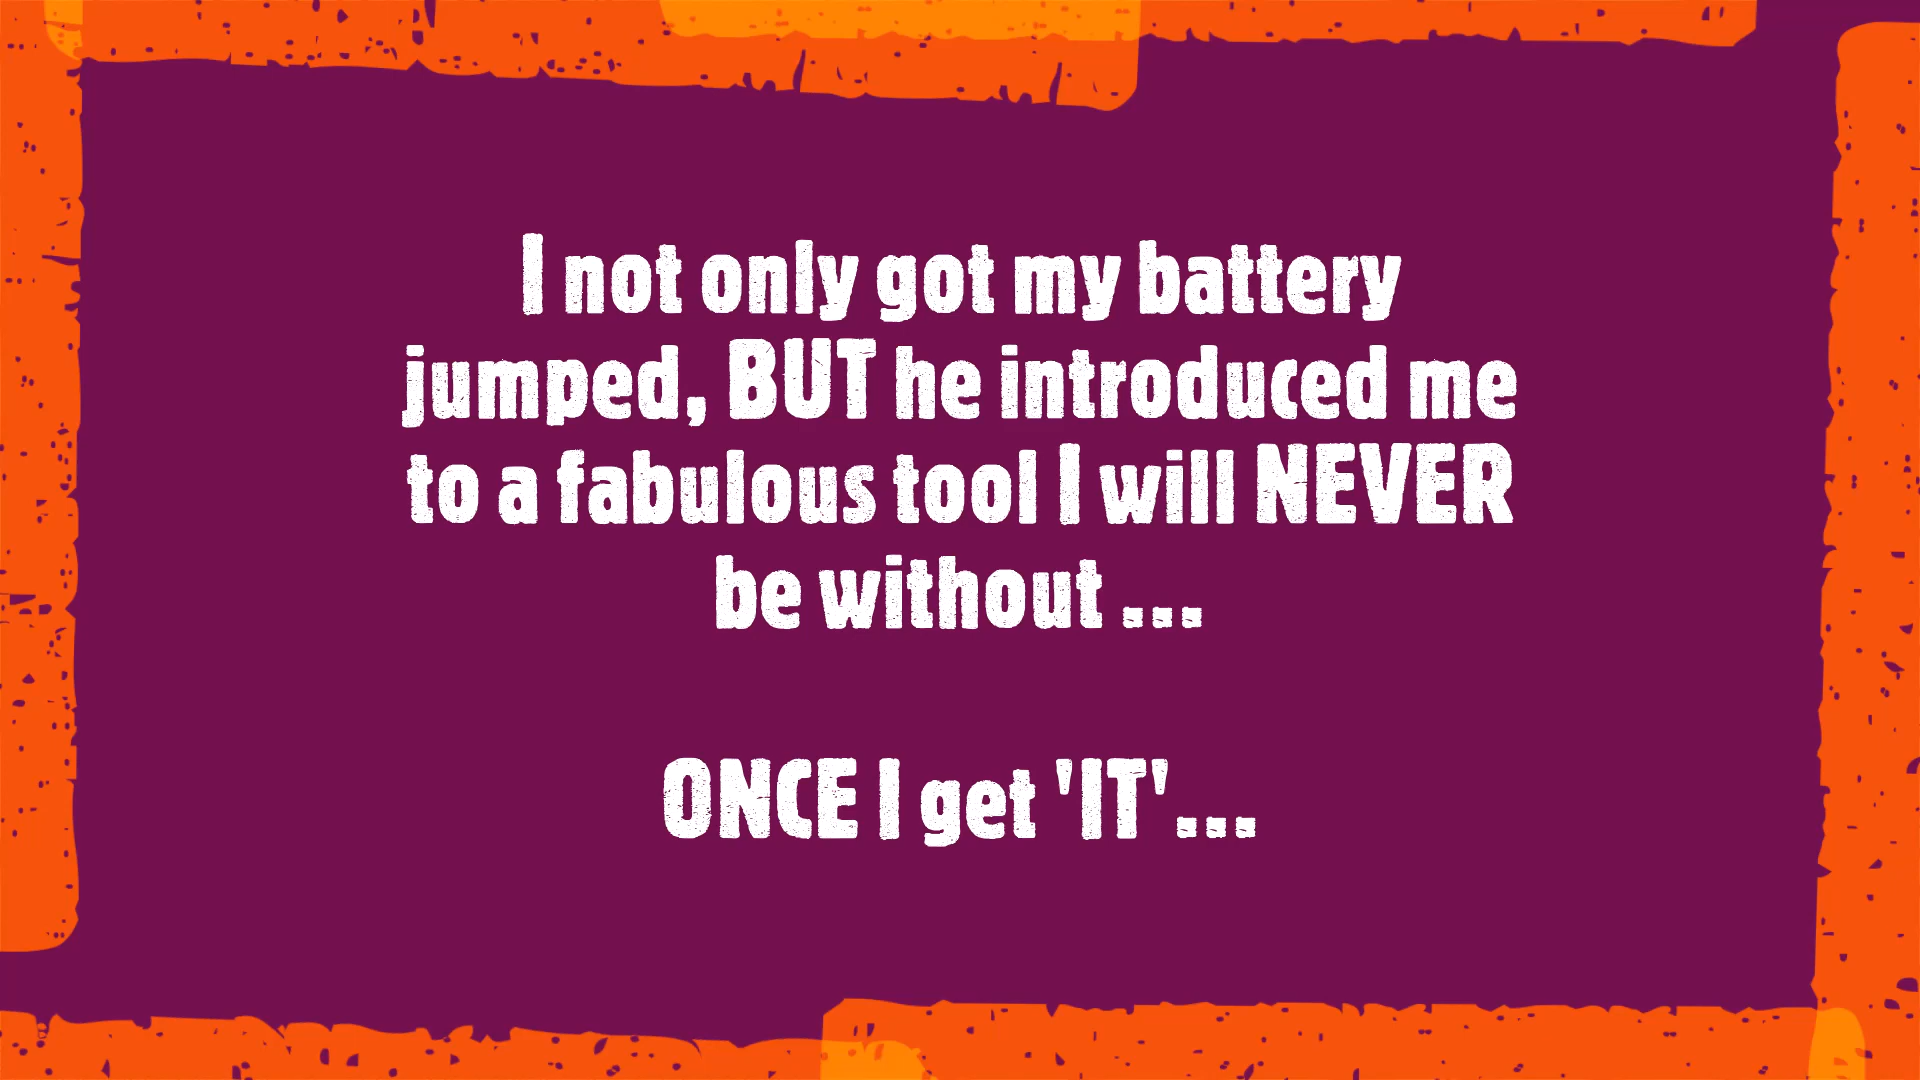 I not only got my battery
jumped, BUT he introduced me
to a fabulous tool I will NEVER
be without ...
ONCE I get 'IT'...